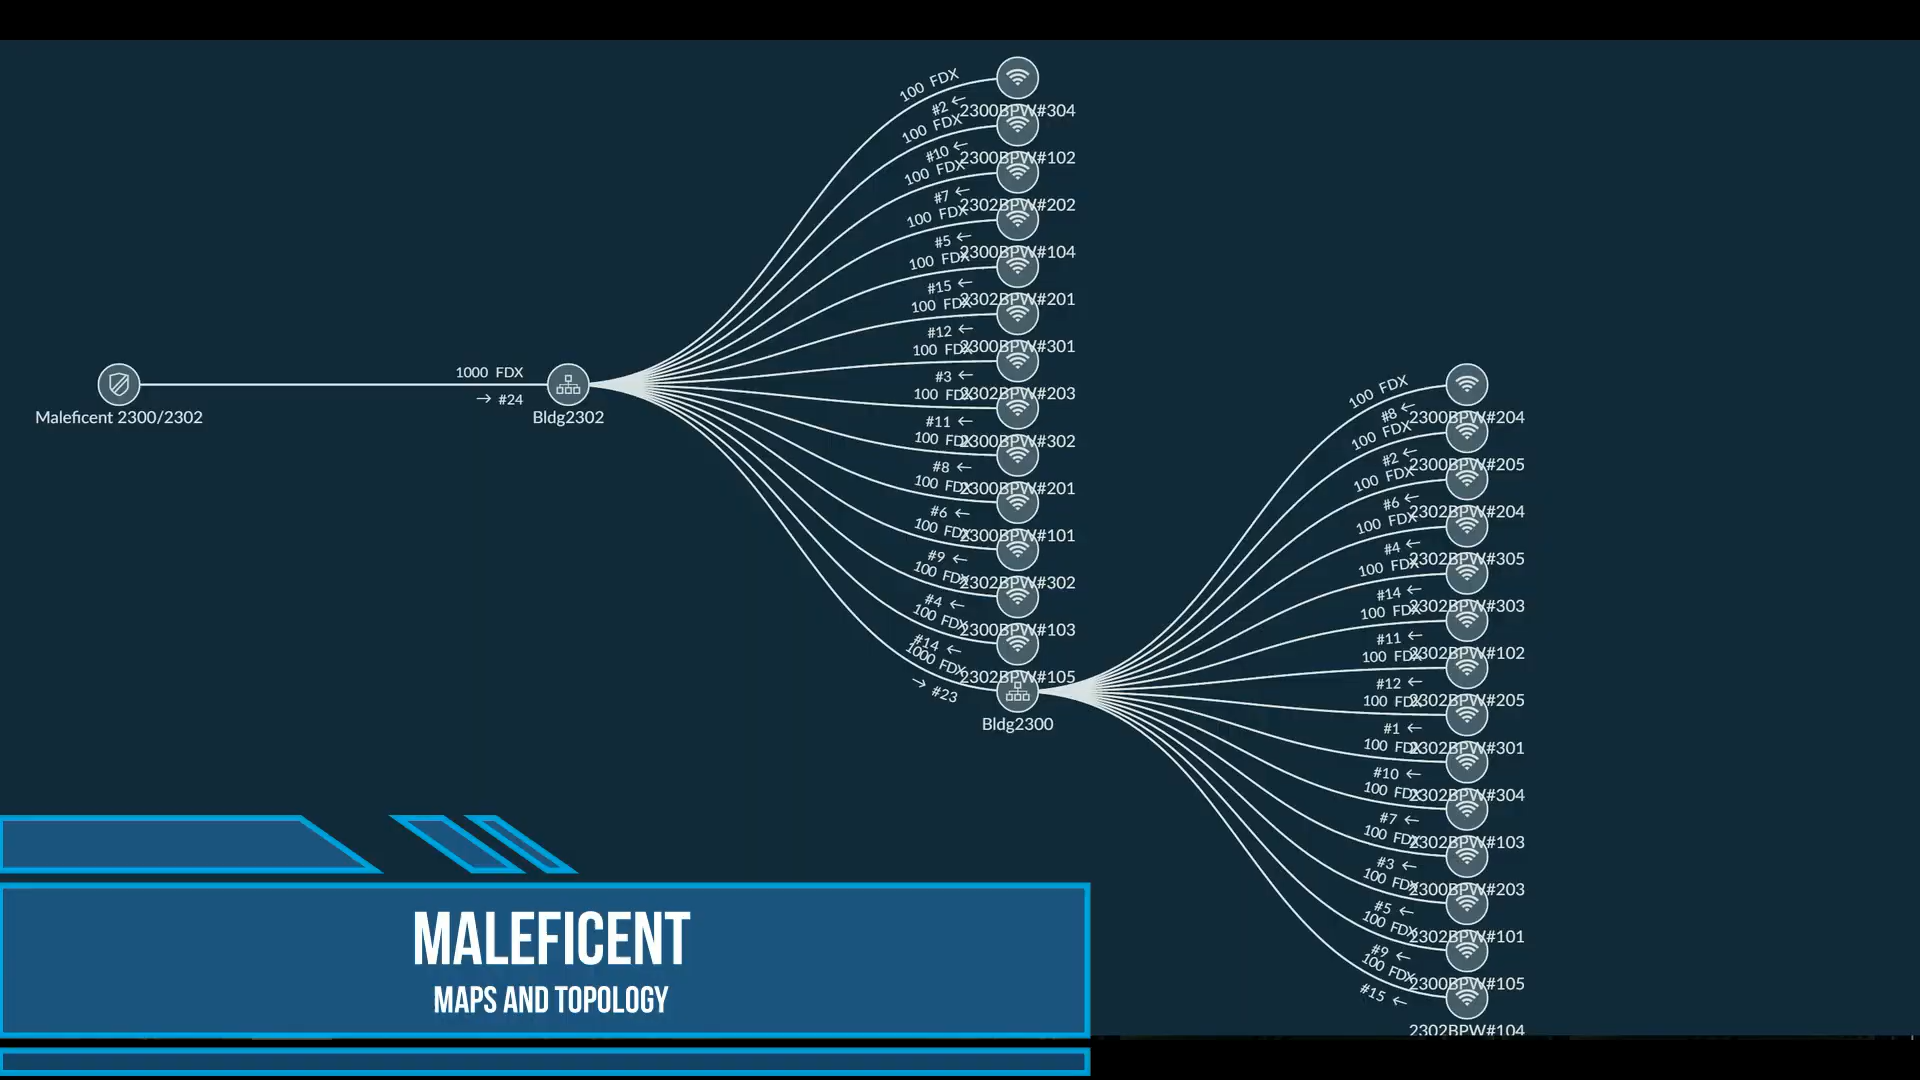 Maleficent 2300/2302
1000 FDX
→ #24
Bldg2302
100 FDX
#2 ←
2300BPW#304
100 FDX
#10 ←
2300BPW#102
100 FDX
#7 ←
2302BPW#202
100 FDX
#5 ←
2300BPW#104
100 FDX
#15 ←
2302BPW#201
100 FDX
#12 ←
2300BPW#301
100 FDX
#3 ←
2302BPW#203
100 FDX
#11 ←
2300BPW#302
100 FDX
#8 ←
2300BPW#201
100 FDX
#6 ←
2300BPW#101
100 FDX
#9 ←
2302BPW#302
100 FDX
#4 ←
2300BPW#103
100 FDX
#14 ←
2302BPW#105
1000 FDX
→ #23
Bldg2300
100 FDX
#8 ←
2300BPW#204
100 FDX
#2 ←
2300BPW#205
100 FDX
#6 ←
2302BPW#204
100 FDX
#4 ←
2302BPW#305
100 FDX
#14 ←
2302BPW#303
100 FDX
#11 ←
2302BPW#102
100 FDX
#12 ←
2302BPW#205
100 FDX
#1 ←
2302BPW#301
100 FDX
#10 ←
2302BPW#304
100 FDX
#7 ←
2302BPW#103
100 FDX
#3 ←
2300BPW#203
100 FDX
#5 ←
2302BPW#101
100 FDX
#9 ←
2300BPW#105
100 FDX
#15 ←
2302BPW#104
MALEFICENT
MAPS AND TOPOLOGY